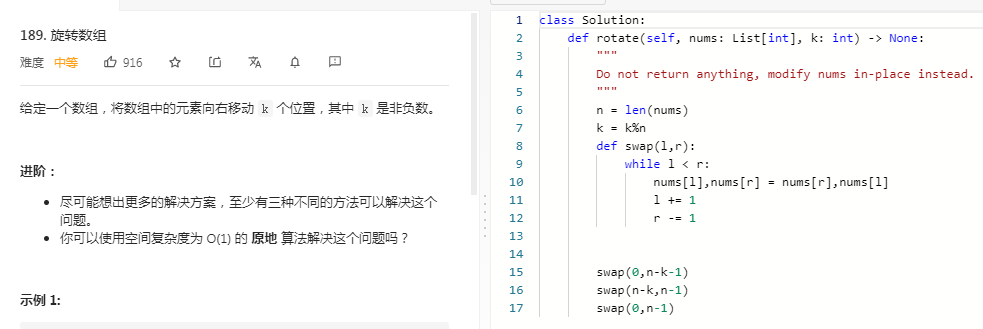 189. 旋转数组
难度 中等 916
给定一个数组，将数组中的元素向右移动 k 个位置，其中 k 是非负数。
进阶：
• 尽可能想出更多的解决方案，至少有三种不同的方法可以解决这个
问题。
• 你可以使用空间复杂度为 O(1) 的 原地 算法解决这个问题吗？
示例 1:
1 class Solution:
2     def rotate(self, nums: List[int], k: int) -> None:
3         """
4         Do not return anything, modify nums in-place instead.
5         """
6         n = len(nums)
7         k = k%n
8         def swap(l,r):
9             while l < r:
10                 nums[l],nums[r] = nums[r],nums[l]
11                 l += 1
12                 r -= 1
13
14
15         swap(0,n-k-1)
16         swap(n-k,n-1)
17         swap(0,n-1)